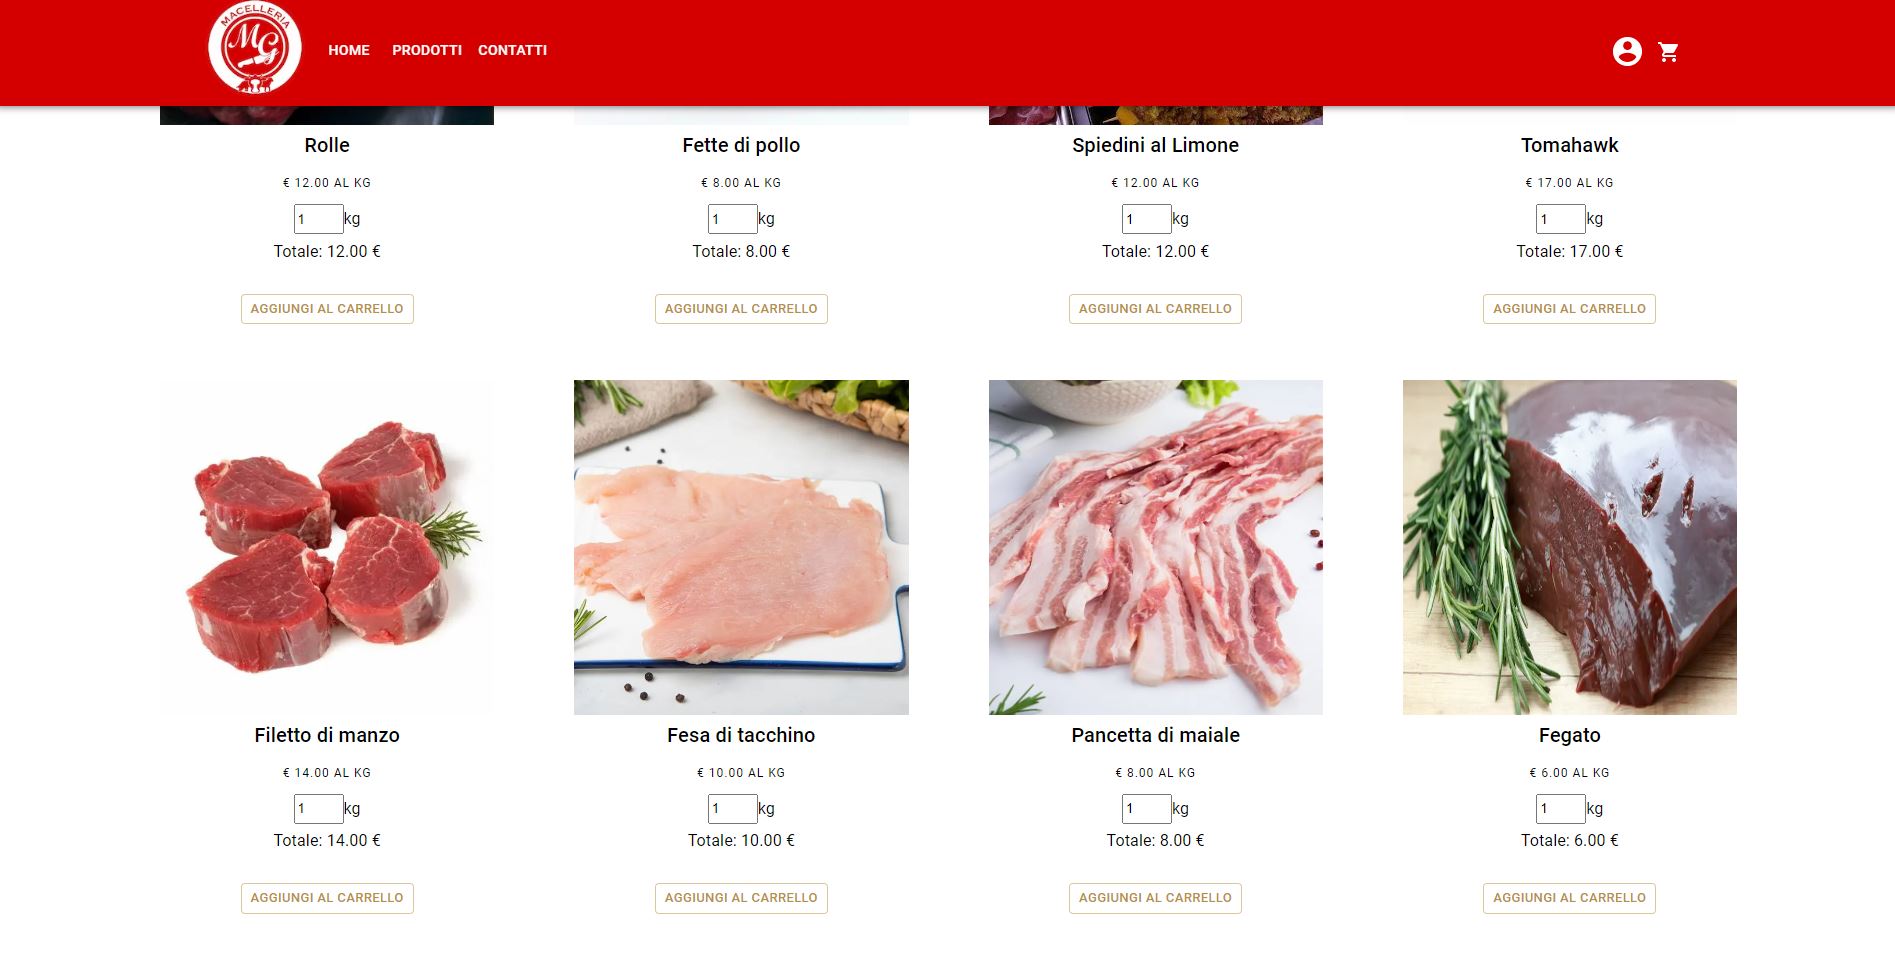 MACELLERIA
MG
HOME PRODOTTI CONTATTI
Rolle
€ 12.00 AL KG
1 kg
Totale: 12.00 €
AGGIUNGI AL CARRELLO
Fette di pollo
€ 8.00 AL KG
1 kg
Totale: 8.00 €
AGGIUNGI AL CARRELLO
Spiedini al Limone
€ 12.00 AL KG
1 kg
Totale: 12.00 €
AGGIUNGI AL CARRELLO
Tomahawk
€ 17.00 AL KG
1 kg
Totale: 17.00 €
AGGIUNGI AL CARRELLO
Filetto di manzo
€ 14.00 AL KG
1 kg
Totale: 14.00 €
AGGIUNGI AL CARRELLO
Fesa di tacchino
€ 10.00 AL KG
1 kg
Totale: 10.00 €
AGGIUNGI AL CARRELLO
Pancetta di maiale
€ 8.00 AL KG
1 kg
Totale: 8.00 €
AGGIUNGI AL CARRELLO
Fegato
€ 6.00 AL KG
1 kg
Totale: 6.00 €
AGGIUNGI AL CARRELLO